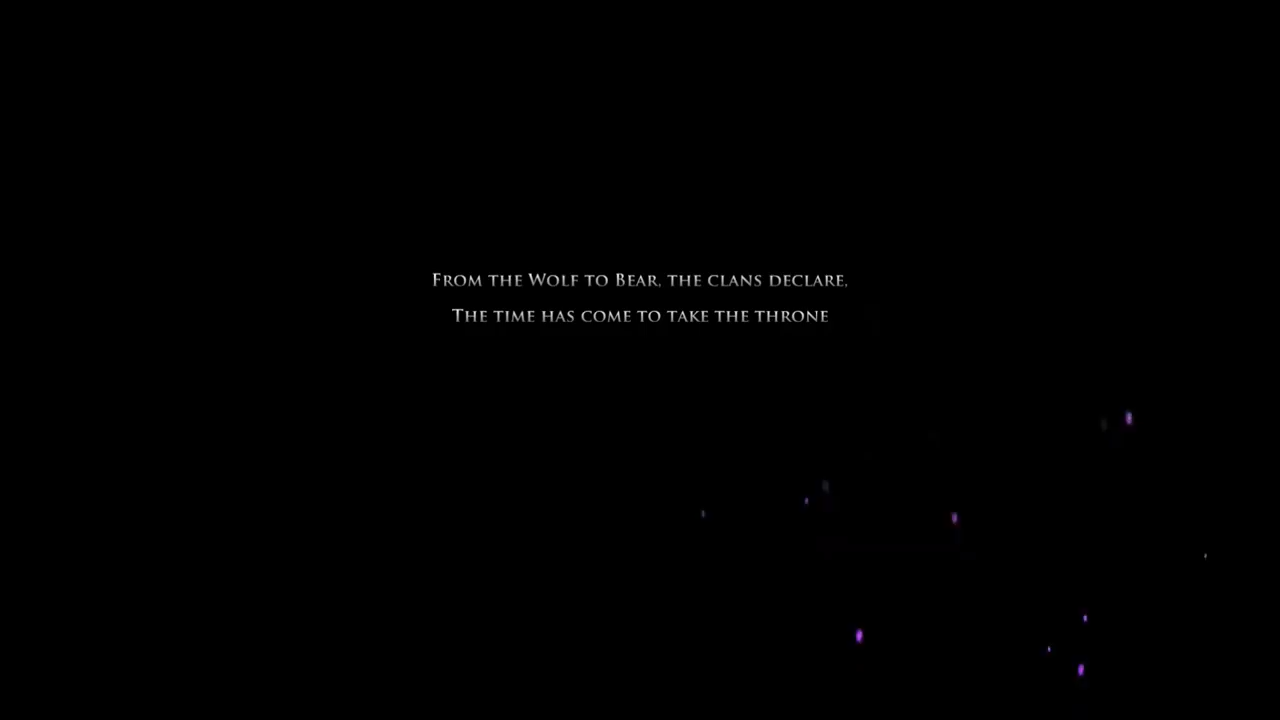 From the Wolf to Bear, the clans declare,
The time has come to take the throne